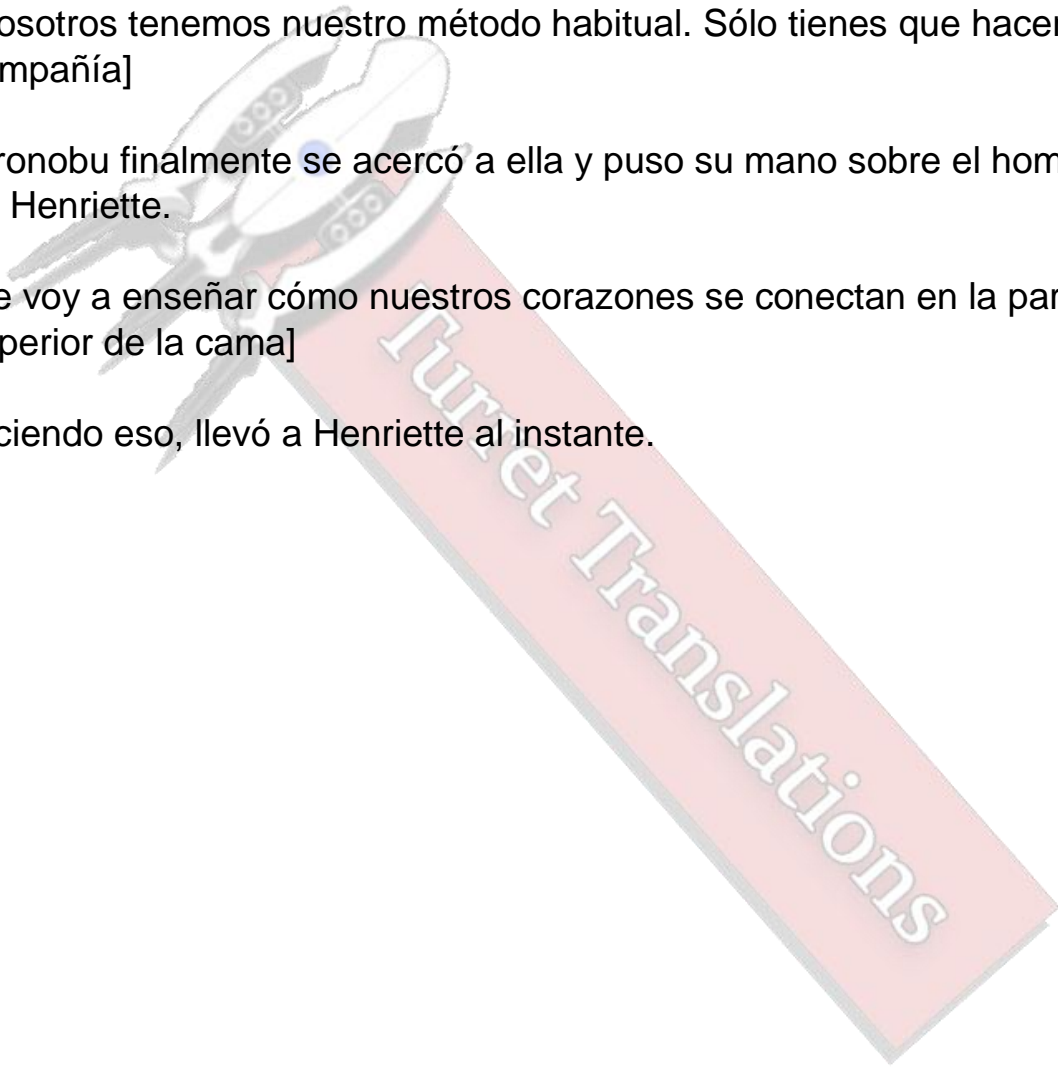 osotros tenemos nuestro método habitual. Sólo tienes que hacer
mpañía]
ronobu finalmente se acercó a ella y puso su mano sobre el hom
Henriette.
e voy a enseñar cómo nuestros corazones se conectan en la par
perior de la cama]
ciendo eso, llevó a Henriette al instante.
Turret Translations